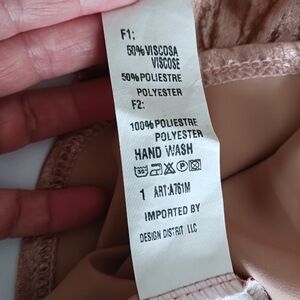 F1:
50%VISCOSA
VISCOSE
50%POLIESTRE
POLYESTER
F2:
100%POLIESTRE
POLYESTER
HAND WASH
1 ART:A761M
IMPORTED BY
DESIGN DISTRIT LLC